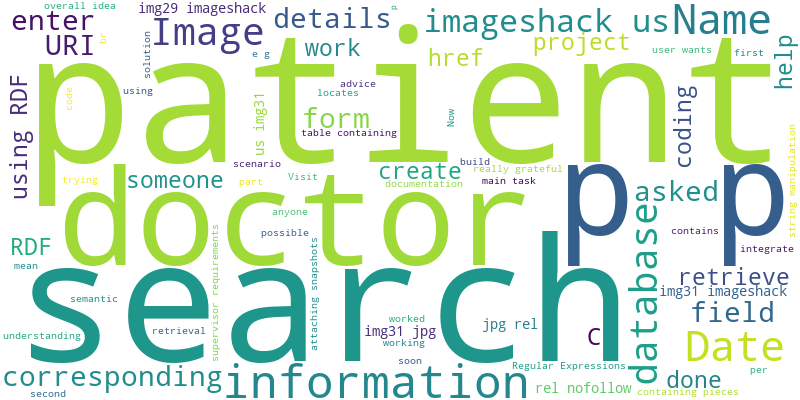 overall idea
img29 imageshack
details
imageshack us
Name
enter
Image
URI
br
solution
e g
work
href
project
p
user wants
first
help
patient
using RDF
code
using
us img31
locates
advice
form
table containing
Now
coding
string manipulation
scenario
build
really grateful
trying
someone
part
Visit
create
documentation
main task
asked
doctor
p p
anyone
contains
RDF
possible
integrate
mean
supervisor requirements
attaching snapshots
database
retrieve
semantic
img31 imageshack
search
worked
jpg rel
field
understanding
retrieval
img31 jpg
working
C
Date
soon
Regular Expressions
per
corresponding
information
rel nofollow
done
second
containing pieces